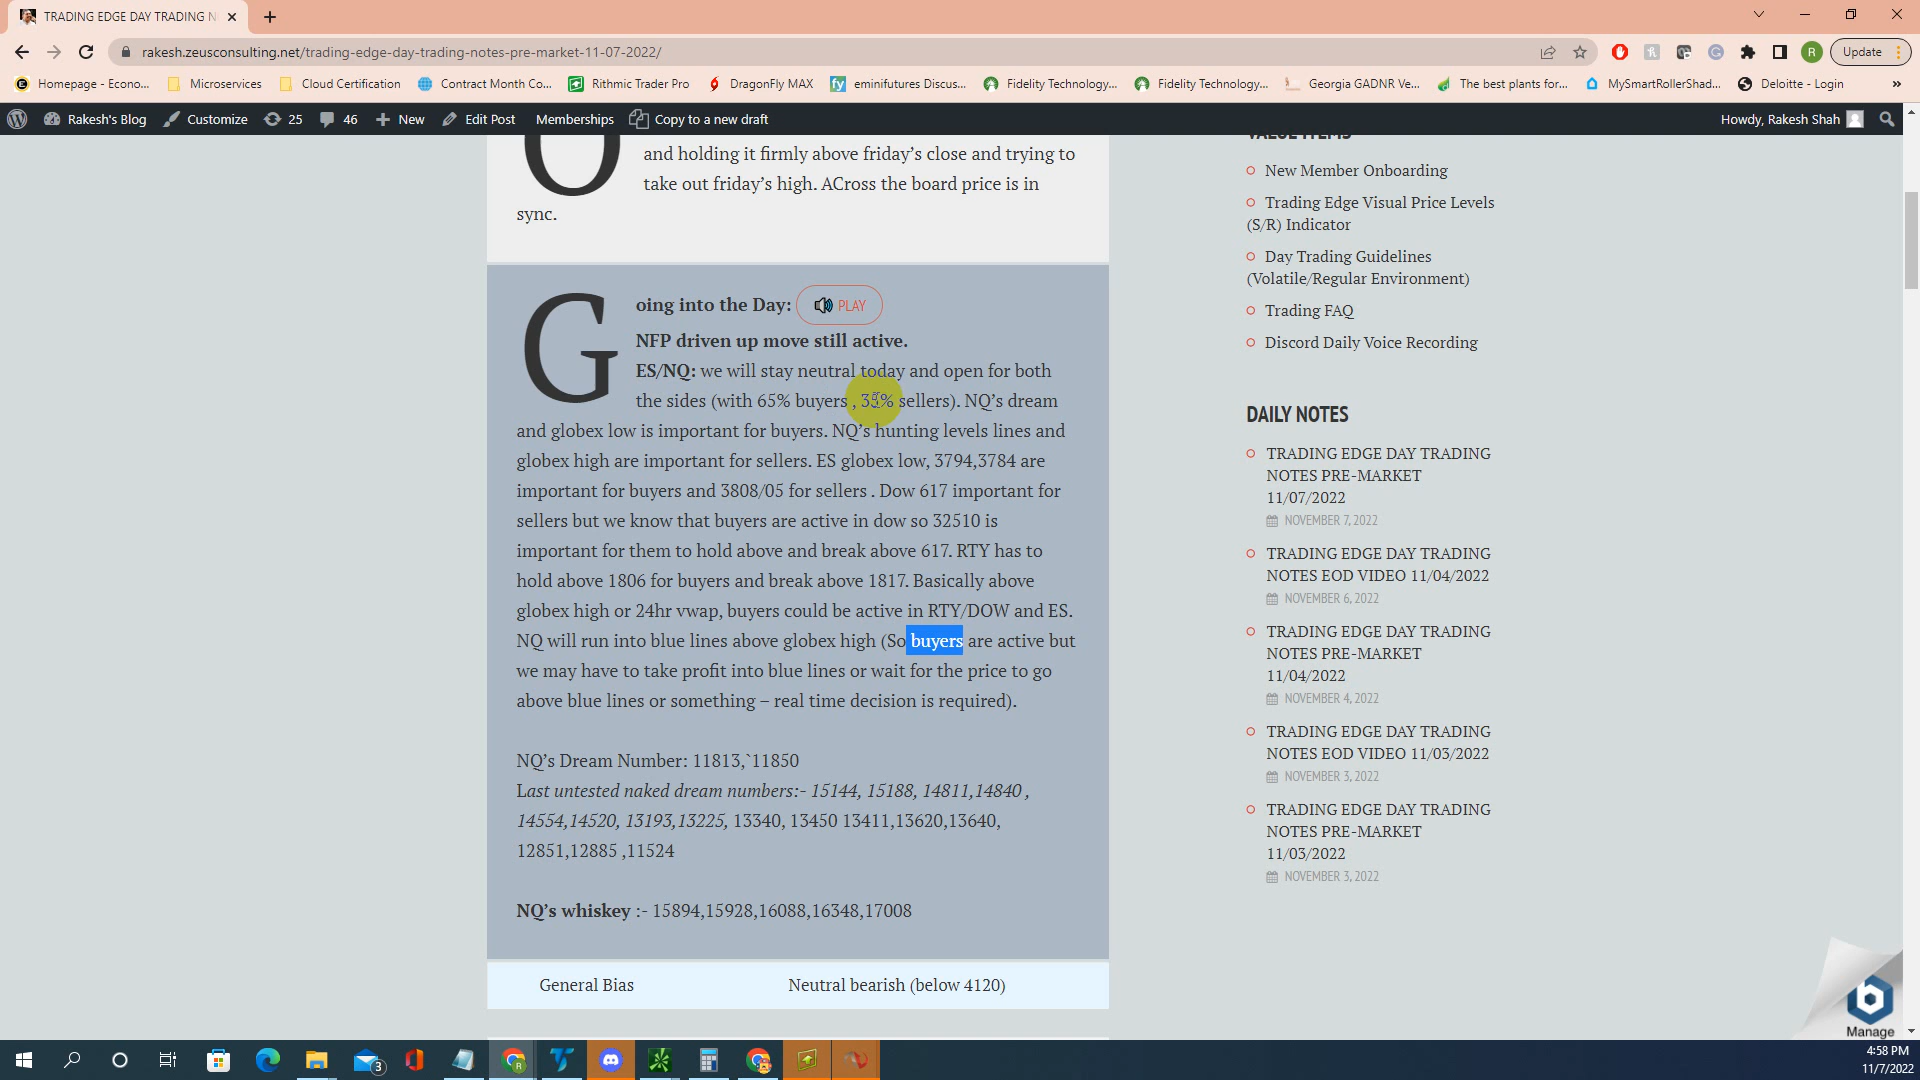 TRADING EDGE DAY TRADING N
rakesh.zeusconsulting.net/trading-edge-day-trading-notes-pre-market-11-07-2022/
R
Update
Homepage - Econo...
Microservices
Cloud Certification
Contract Month Co...
Rithmic Trader Pro
DragonFly MAX
fy eminifutures Discus...
Fidelity Technology...
Fidelity Technology...
Georgia GADNR Ve...
The best plants for...
MySmartRollerShad...
Deloitte - Login
»
Rakesh's Blog
Customize
25
46
New
Edit Post
Memberships
Copy to a new draft
Howdy, Rakesh Shah
O
and holding it firmly above friday's close and trying to
take out friday's high. ACross the board price is in
sync.
Going into the Day: PLAY
NFP driven up move still active.
ES/NQ: we will stay neutral today and open for both
the sides (with 65% buyers , 35% sellers). NQ's dream
and globex low is important for buyers. NQ's hunting levels lines and
globex high are important for sellers. ES globex low, 3794,3784 are
important for buyers and 3808/05 for sellers . Dow 617 important for
sellers but we know that buyers are active in dow so 32510 is
important for them to hold above and break above 617. RTY has to
hold above 1806 for buyers and break above 1817. Basically above
globex high or 24hr vwap, buyers could be active in RTY/DOW and ES.
NQ will run into blue lines above globex high (So buyers are active but
we may have to take profit into blue lines or wait for the price to go
above blue lines or something – real time decision is required).
NQ's Dream Number: 11813,`11850
Last untested naked dream numbers:- 15144, 15188, 14811,14840 ,
14554,14520, 13193,13225, 13340, 13450 13411,13620,13640,
12851,12885 ,11524
NQ's whiskey :- 15894,15928,16088,16348,17008
General Bias
Neutral bearish (below 4120)
VALUE ITEMS
New Member Onboarding
Trading Edge Visual Price Levels
(S/R) Indicator
Day Trading Guidelines
(Volatile/Regular Environment)
Trading FAQ
Discord Daily Voice Recording
DAILY NOTES
TRADING EDGE DAY TRADING
NOTES PRE-MARKET
11/07/2022
NOVEMBER 7, 2022
TRADING EDGE DAY TRADING
NOTES EOD VIDEO 11/04/2022
NOVEMBER 6, 2022
TRADING EDGE DAY TRADING
NOTES PRE-MARKET
11/04/2022
NOVEMBER 4, 2022
TRADING EDGE DAY TRADING
NOTES EOD VIDEO 11/03/2022
NOVEMBER 3, 2022
TRADING EDGE DAY TRADING
NOTES PRE-MARKET
11/03/2022
NOVEMBER 3, 2022
b
Manage
3
R
4:58 PM
11/7/2022